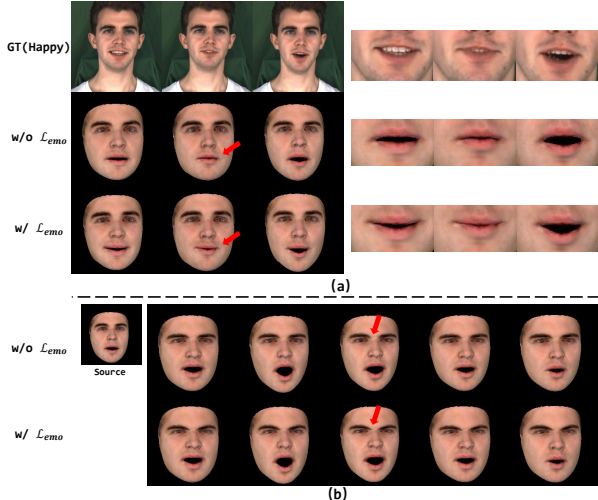 GT(Happy)
w/o ℒemo
w/ ℒemo
(a)
w/o ℒemo
Source
w/ ℒemo
(b)